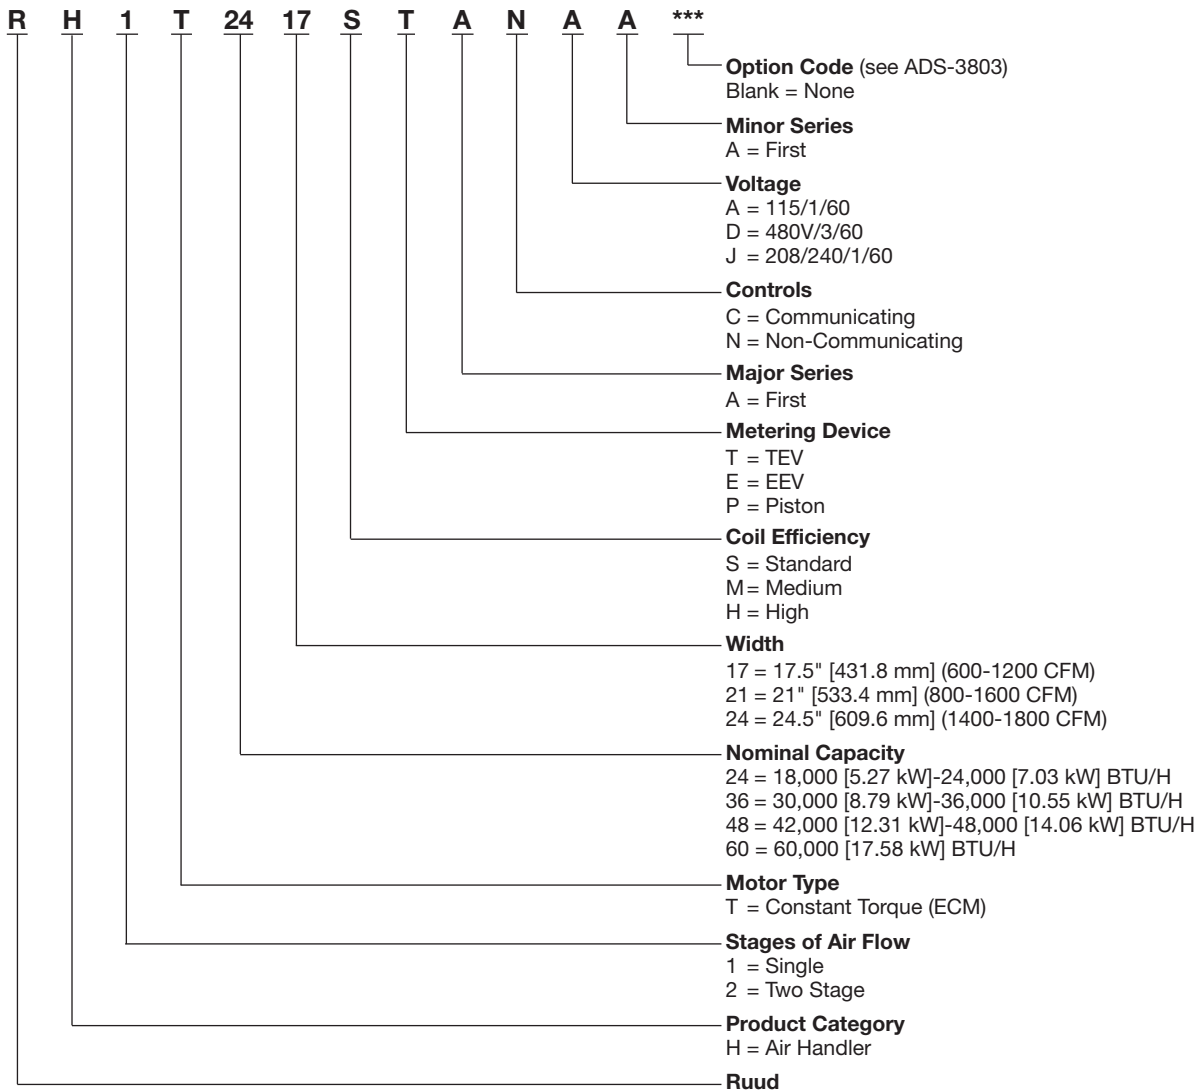 R H 1 T 24 17 S T A N A A ***
Option Code (see ADS-3803)
Blank = None
Minor Series
A = First
Voltage
A = 115/1/60
D = 480V/3/60
J = 208/240/1/60
Controls
C = Communicating
N = Non-Communicating
Major Series
A = First
Metering Device
T = TEV
E = EEV
P = Piston
Coil Efficiency
S = Standard
M = Medium
H = High
Width
17 = 17.5" [431.8 mm] (600-1200 CFM)
21 = 21" [533.4 mm] (800-1600 CFM)
24 = 24.5" [609.6 mm] (1400-1800 CFM)
Nominal Capacity
24 = 18,000 [5.27 kW]-24,000 [7.03 kW] BTU/H
36 = 30,000 [8.79 kW]-36,000 [10.55 kW] BTU/H
48 = 42,000 [12.31 kW]-48,000 [14.06 kW] BTU/H
60 = 60,000 [17.58 kW] BTU/H
Motor Type
T = Constant Torque (ECM)
Stages of Air Flow
1 = Single
2 = Two Stage
Product Category
H = Air Handler
Ruud